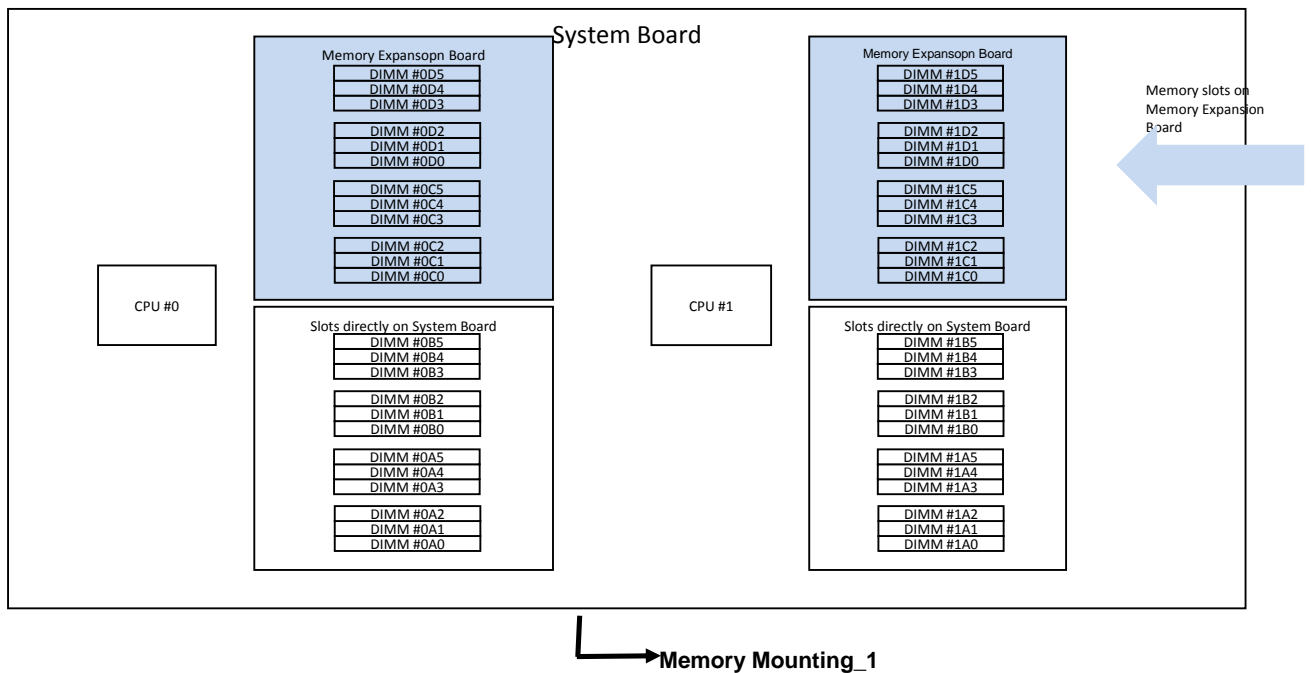 System Board
Memory Expansopn Board
DIMM #0D5
DIMM #0D4
DIMM #0D3
DIMM #0D2
DIMM #0D1
DIMM #0D0
DIMM #0C5
DIMM #0C4
DIMM #0C3
DIMM #0C2
DIMM #0C1
DIMM #0C0
CPU #0
Slots directly on System Board
DIMM #0B5
DIMM #0B4
DIMM #0B3
DIMM #0B2
DIMM #0B1
DIMM #0B0
DIMM #0A5
DIMM #0A4
DIMM #0A3
DIMM #0A2
DIMM #0A1
DIMM #0A0
Memory Expansopn Board
DIMM #1D5
DIMM #1D4
DIMM #1D3
DIMM #1D2
DIMM #1D1
DIMM #1D0
DIMM #1C5
DIMM #1C4
DIMM #1C3
DIMM #1C2
DIMM #1C1
DIMM #1C0
CPU #1
Slots directly on System Board
DIMM #1B5
DIMM #1B4
DIMM #1B3
DIMM #1B2
DIMM #1B1
DIMM #1B0
DIMM #1A5
DIMM #1A4
DIMM #1A3
DIMM #1A2
DIMM #1A1
DIMM #1A0
Memory slots on
Memory Expansion
Board
Memory Mounting_1